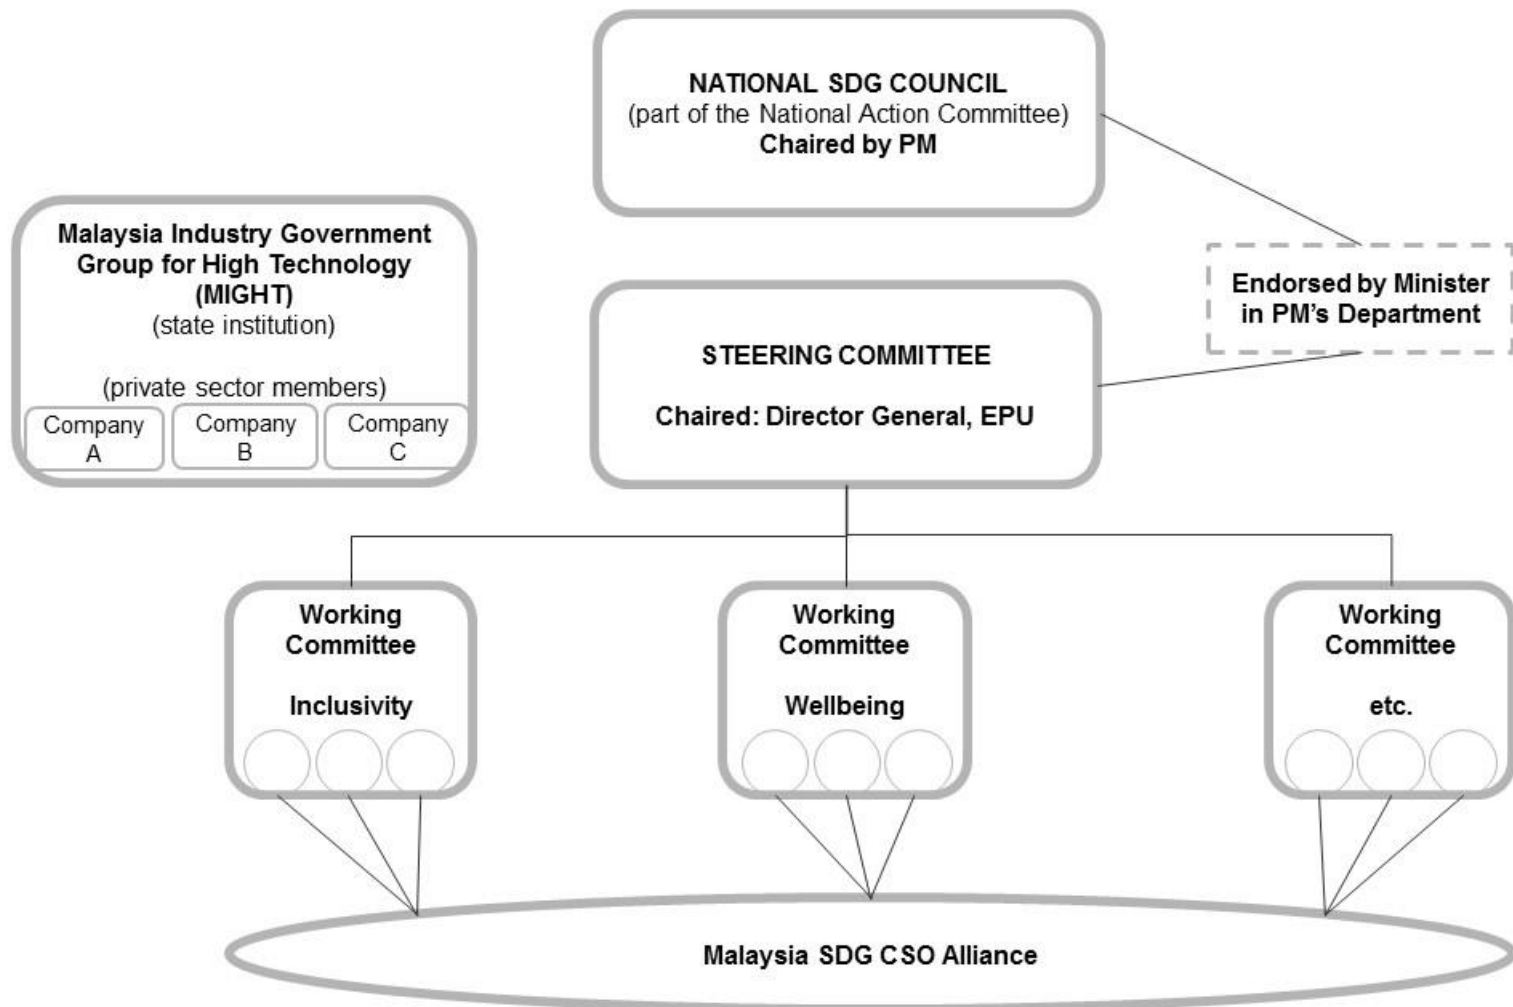 NATIONAL SDG COUNCIL
(part of the National Action Committee)
Chaired by PM
Malaysia Industry Government
Group for High Technology
(MIGHT)
(state institution)
(private sector members)
Company
A
Company
B
Company
C
Endorsed by Minister
in PM's Department
STEERING COMMITTEE
Chaired: Director General, EPU
Working
Committee
Inclusivity
Working
Committee
Wellbeing
Working
Committee
etc.
Malaysia SDG CSO Alliance